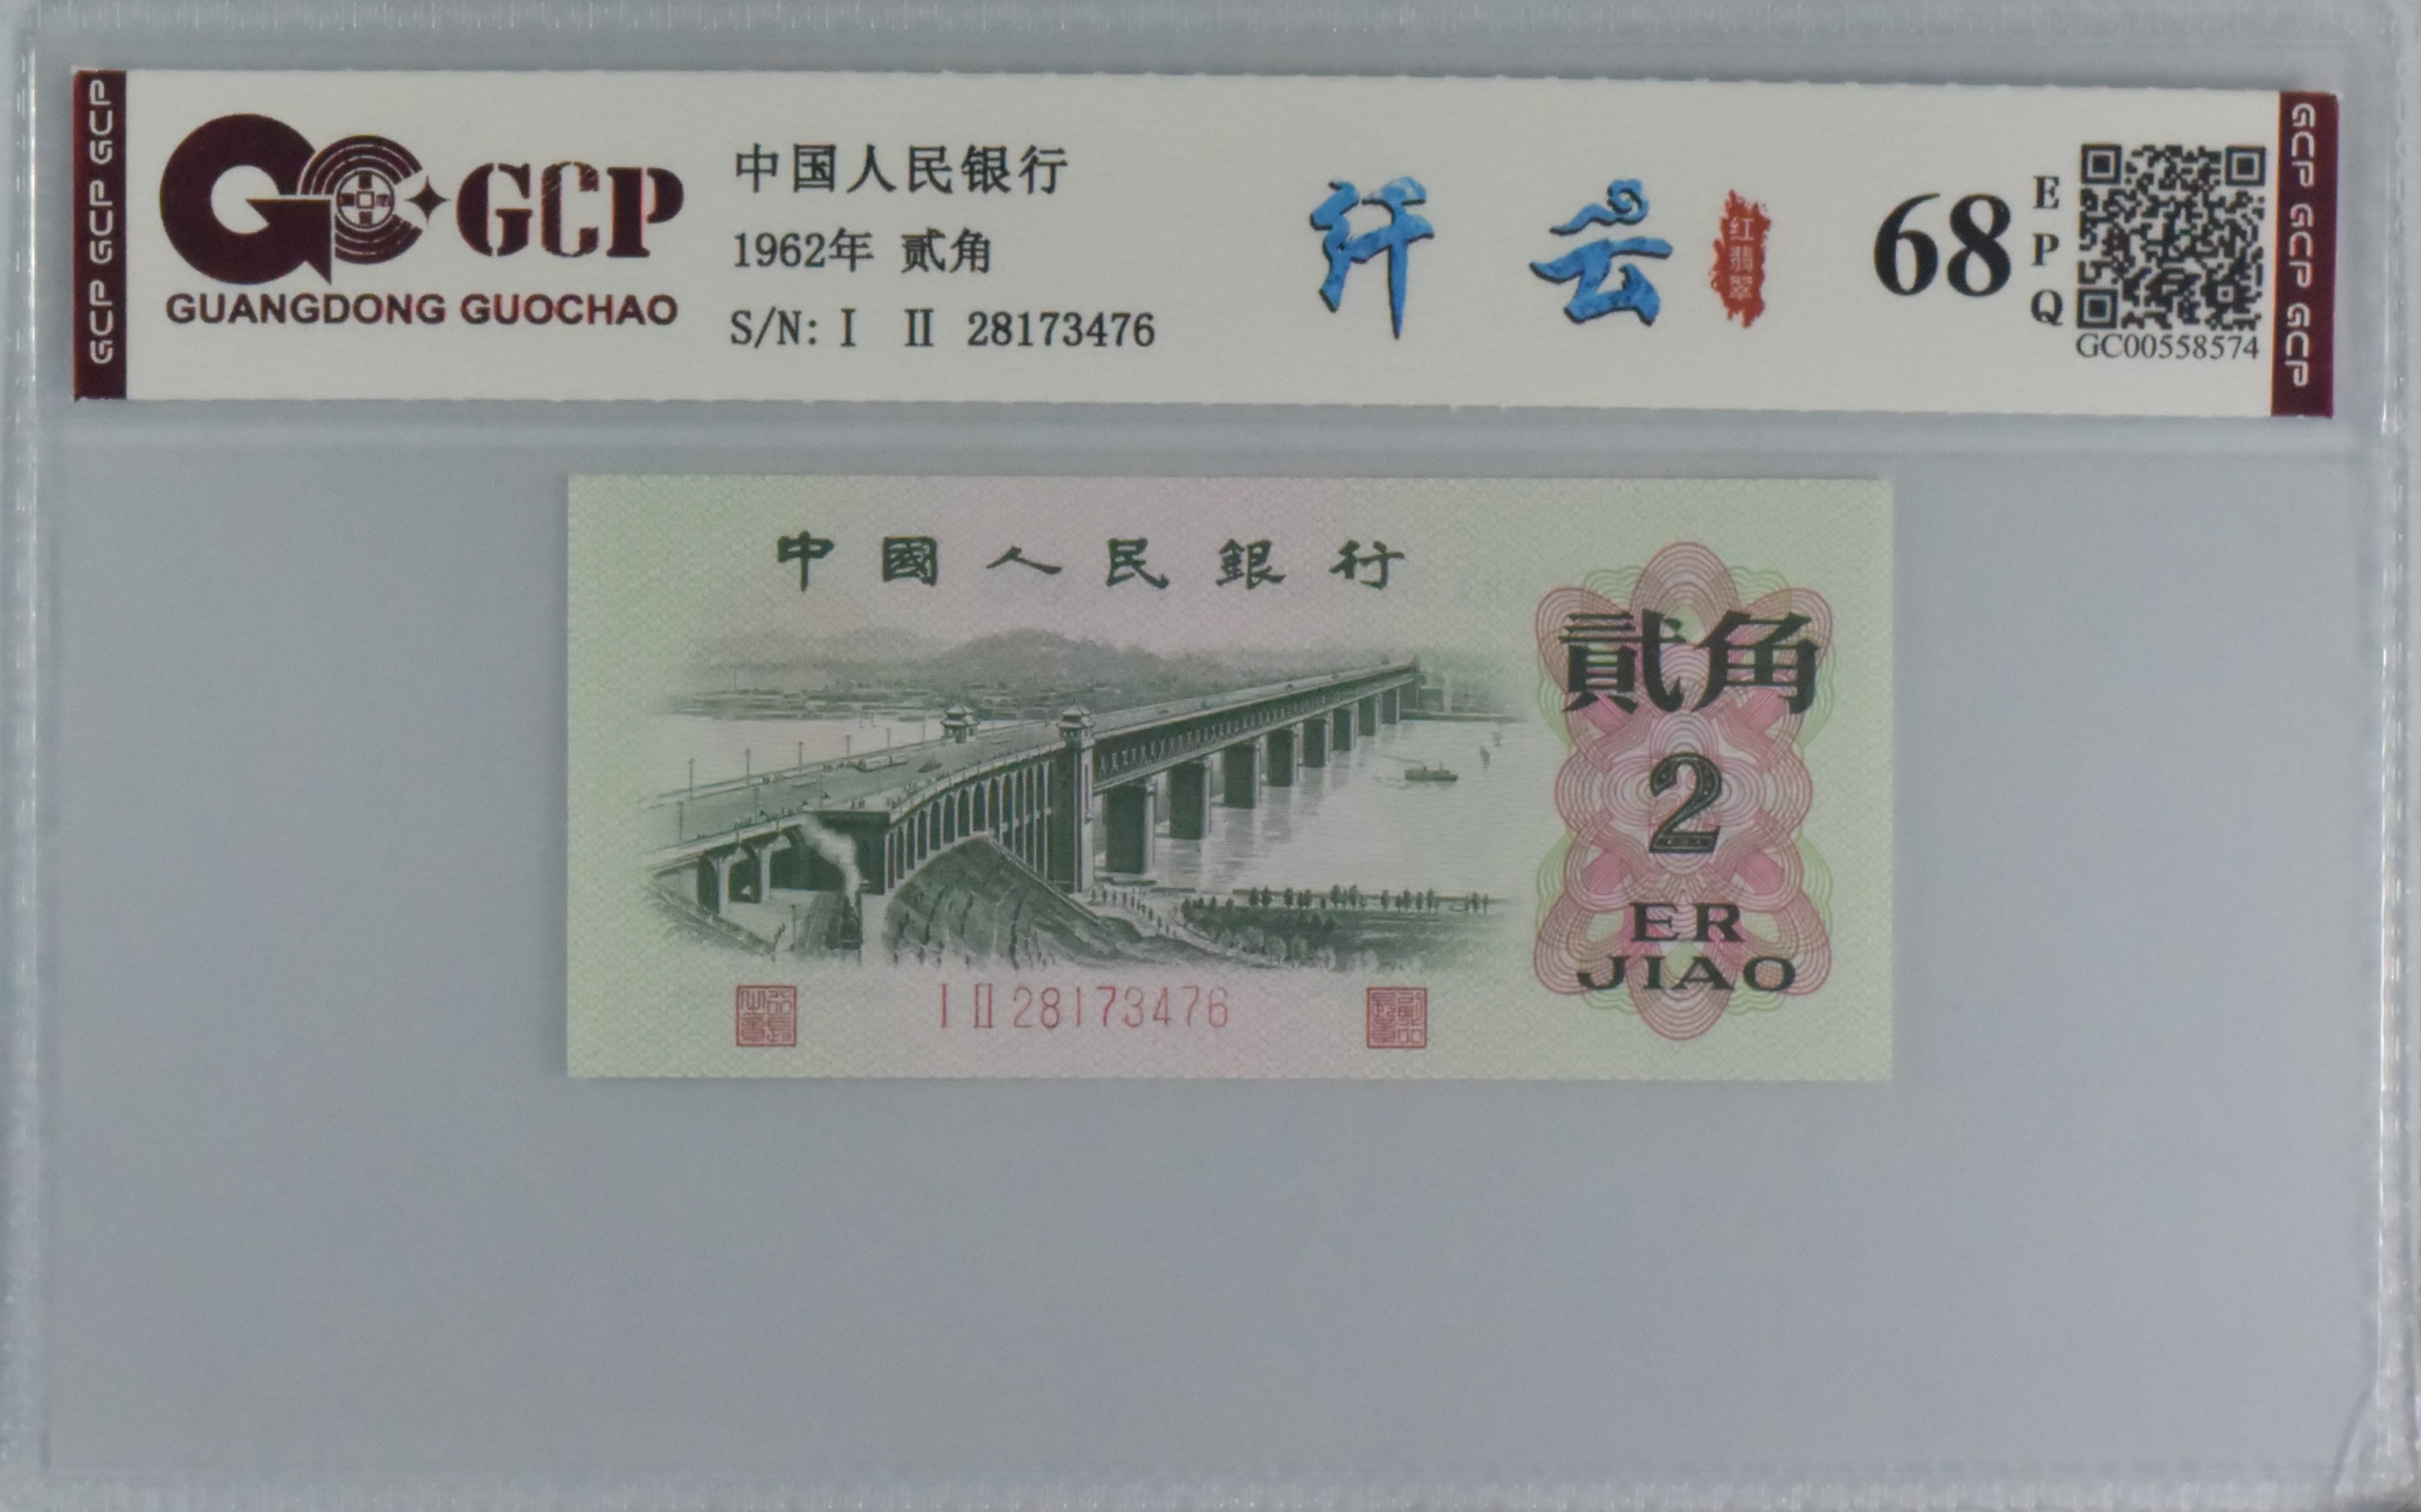 GCP GCP GCP
GCP
GUANGDONG GUOCHAO
中国人民银行
1962年 贰角
S/N: I II 28173476
纤云
红翡翠
68
E
P
Q
GC00558574
GCP GCP GCP
中國人民銀行
貳角
2
ER
JIAO
I II 28173476